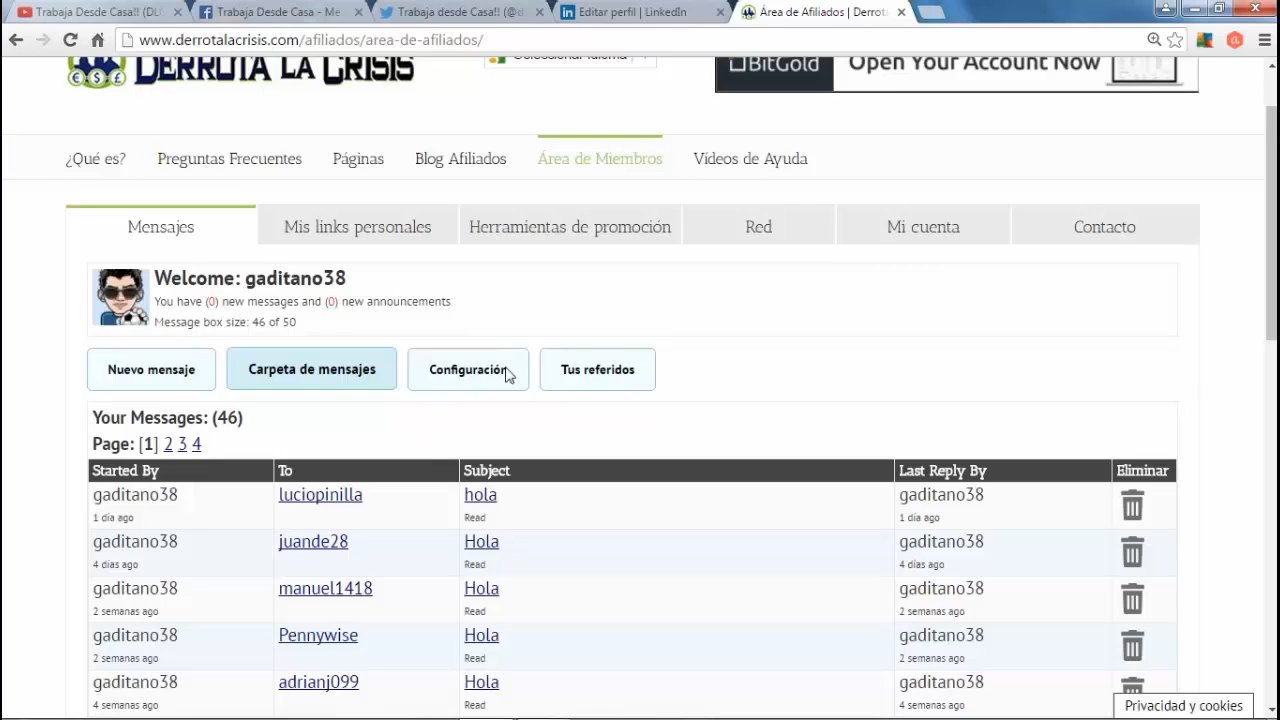 Trabaja Desde Casa!! (DL
Trabaja Desde Casa - Me
Trabaja desde Casa!! (@d
Editar perfil | LinkedIn
Área de Afiliados | Derrota
www.derrotalacrisis.com/afiliados/area-de-afiliados/
DERROTA LA CRISIS
Seleccionar idioma
BitGold
Open Your Account Now
¿Qué es?
Preguntas Frecuentes
Páginas
Blog Afiliados
Área de Miembros
Vídeos de Ayuda
Mensajes
Mis links personales
Herramientas de promoción
Red
Mi cuenta
Contacto
Welcome: gaditano38
You have (0) new messages and (0) new announcements
Message box size: 46 of 50
Nuevo mensaje
Carpeta de mensajes
Configuración
Tus referidos
Your Messages: (46)
Page: [1] 2 3 4
Started By To Subject Last Reply By Eliminar
gaditano38 luciopinilla hola gaditano38
1 día ago Read 1 día ago
gaditano38 juande28 Hola gaditano38
4 días ago Read 4 días ago
gaditano38 manuel1418 Hola gaditano38
2 semanas ago Read 2 semanas ago
gaditano38 Pennywise Hola gaditano38
2 semanas ago Read 2 semanas ago
gaditano38 adrianj099 Hola gaditano38
4 semanas ago Read 4 semanas ago
Privacidad y cookies